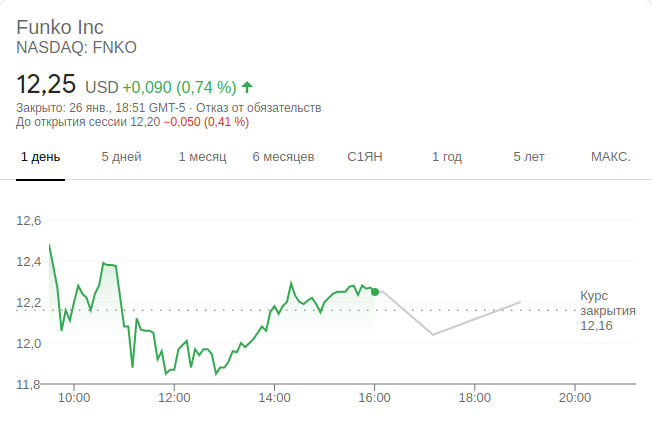 Funko Inc
NASDAQ: FNKO
12,25 USD +0,090 (0,74 %)
Закрыто: 26 янв., 18:51 GMT-5 · Отказ от обязательств
До открытия сессии 12,20 −0,050 (0,41 %)
1 день 5 дней 1 месяц 6 месяцев С1ЯН 1 год 5 лет МАКС.
12,6
12,4
12,2
12,0
11,8
Курс
закрытия
12,16
10:00 12:00 14:00 16:00 18:00 20:00